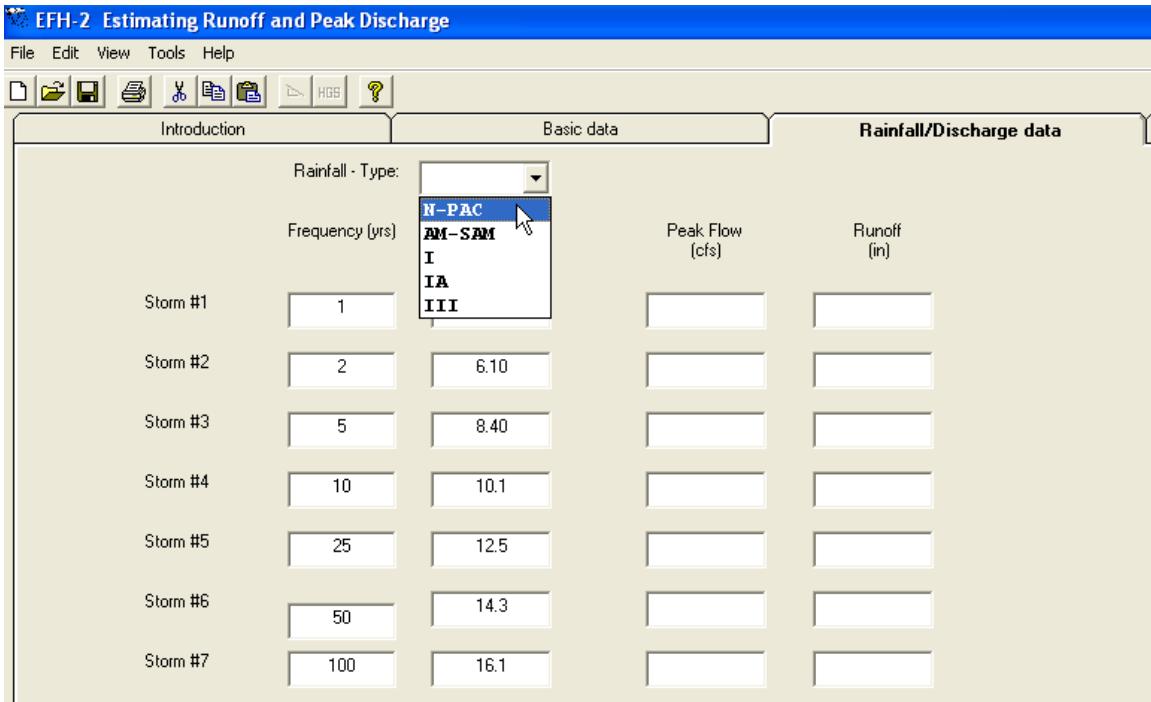 EFH-2 Estimating Runoff and Peak Discharge
File Edit View Tools Help
HGS ?
Introduction Basic data Rainfall/Discharge data
Rainfall - Type:
N-PAC
AM-SAM
I
IA
III
Frequency (yrs) Peak Flow (cfs) Runoff (in)
Storm #1 1
Storm #2 2 6.10
Storm #3 5 8.40
Storm #4 10 10.1
Storm #5 25 12.5
Storm #6 50 14.3
Storm #7 100 16.1